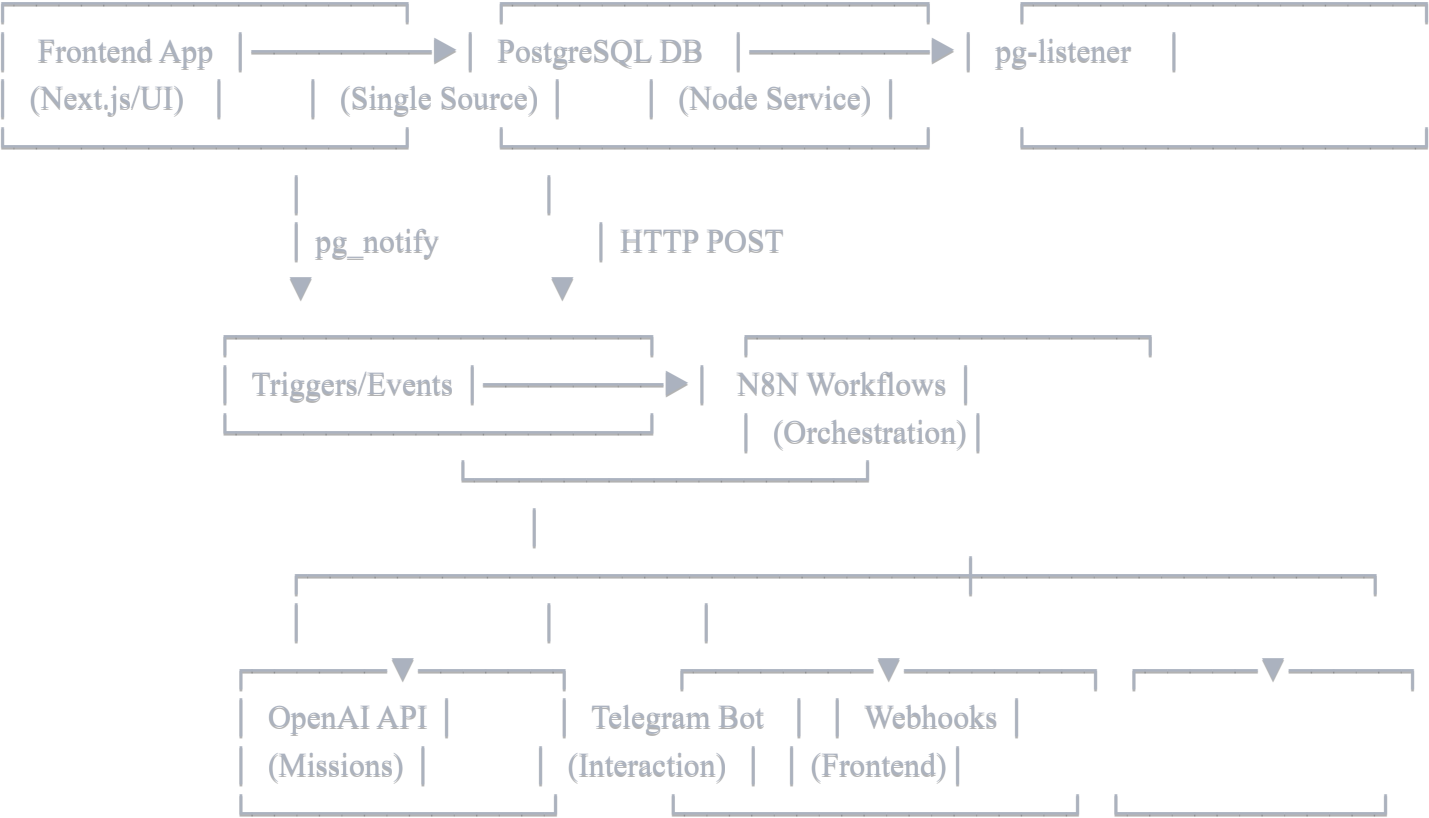 Frontend App PostgreSQL DB pg-listener
(Next.js/UI) (Single Source) (Node Service)
pg_notify HTTP POST
Triggers/Events N8N Workflows
(Orchestration)
OpenAI API Telegram Bot Webhooks
(Missions) (Interaction) (Frontend)